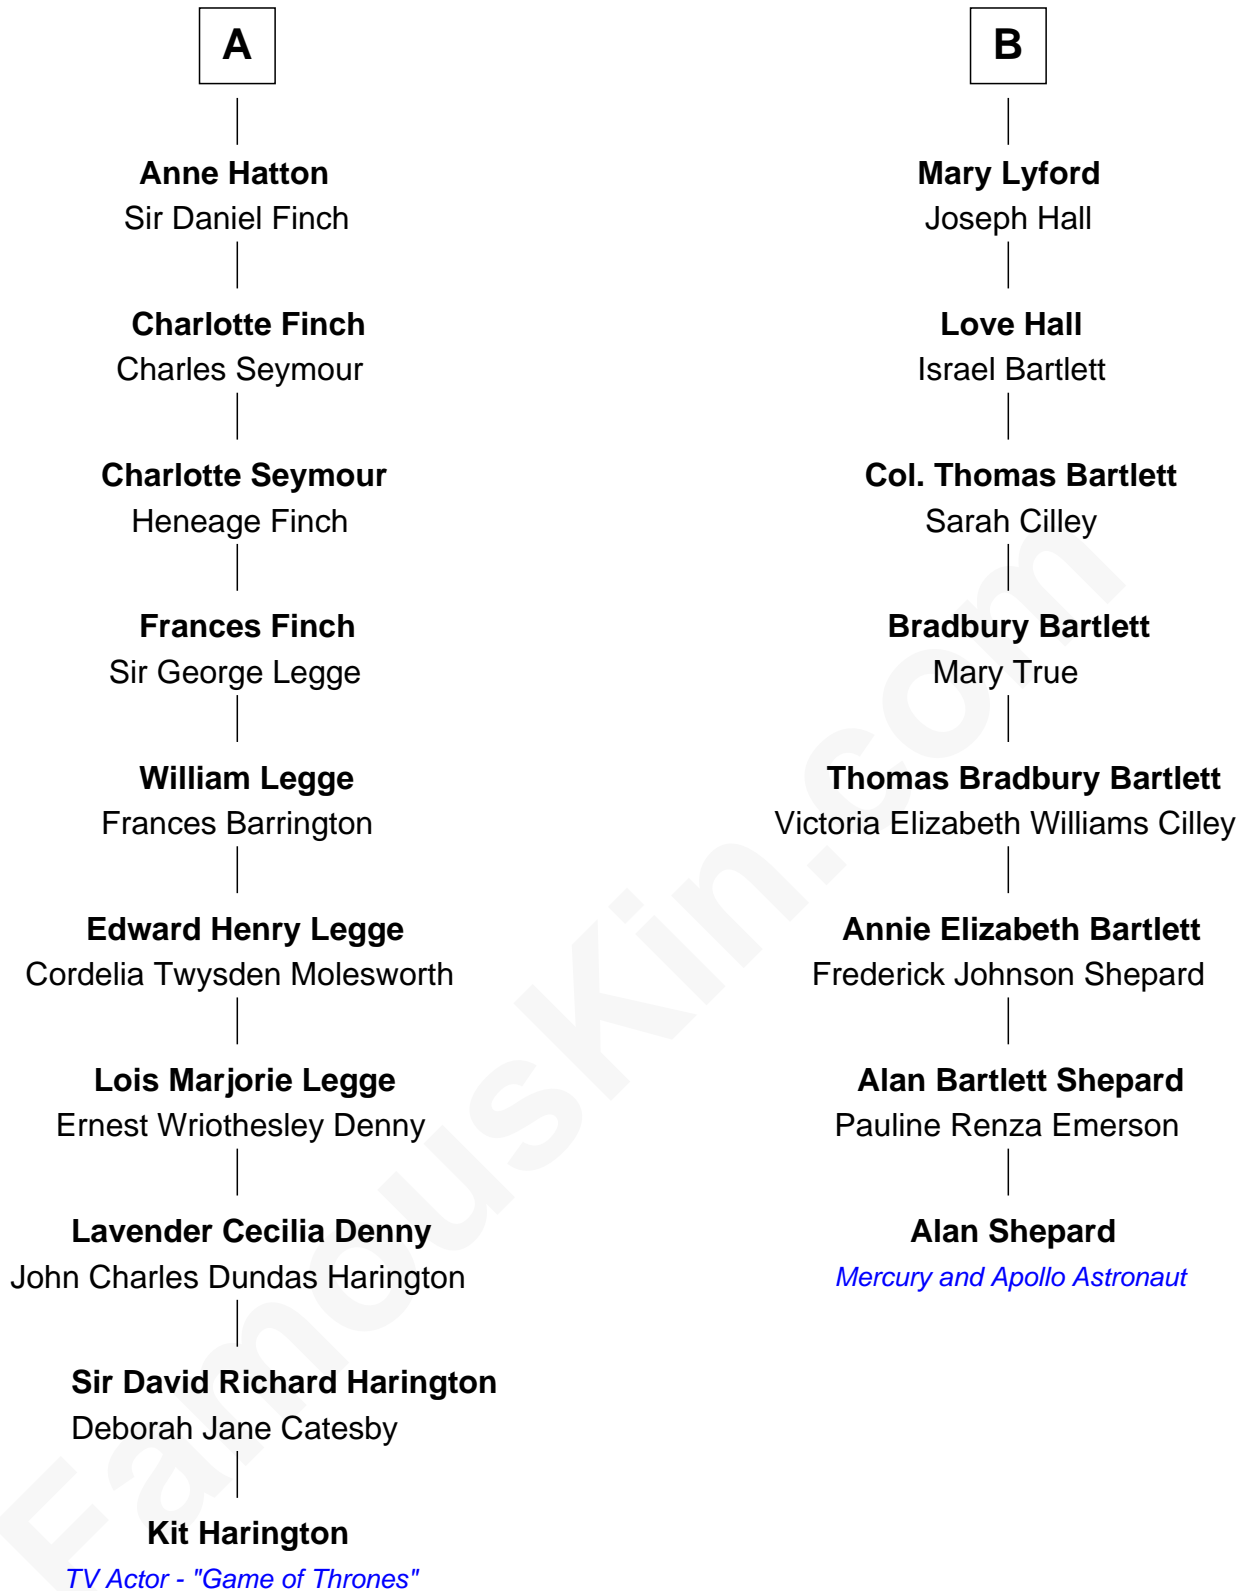 A
Anne Hatton
Sir Daniel Finch
Charlotte Finch
Charles Seymour
Charlotte Seymour
Heneage Finch
Frances Finch
Sir George Legge
William Legge
Frances Barrington
Edward Henry Legge
Cordelia Twysden Molesworth
Lois Marjorie Legge
Ernest Wriothesley Denny
Lavender Cecilia Denny
John Charles Dundas Harington
Sir David Richard Harington
Deborah Jane Catesby
Kit Harington
TV Actor - "Game of Thrones"
B
Mary Lyford
Joseph Hall
Love Hall
Israel Bartlett
Col. Thomas Bartlett
Sarah Cilley
Bradbury Bartlett
Mary True
Thomas Bradbury Bartlett
Victoria Elizabeth Williams Cilley
Annie Elizabeth Bartlett
Frederick Johnson Shepard
Alan Bartlett Shepard
Pauline Renza Emerson
Alan Shepard
Mercury and Apollo Astronaut
FamousKin.com